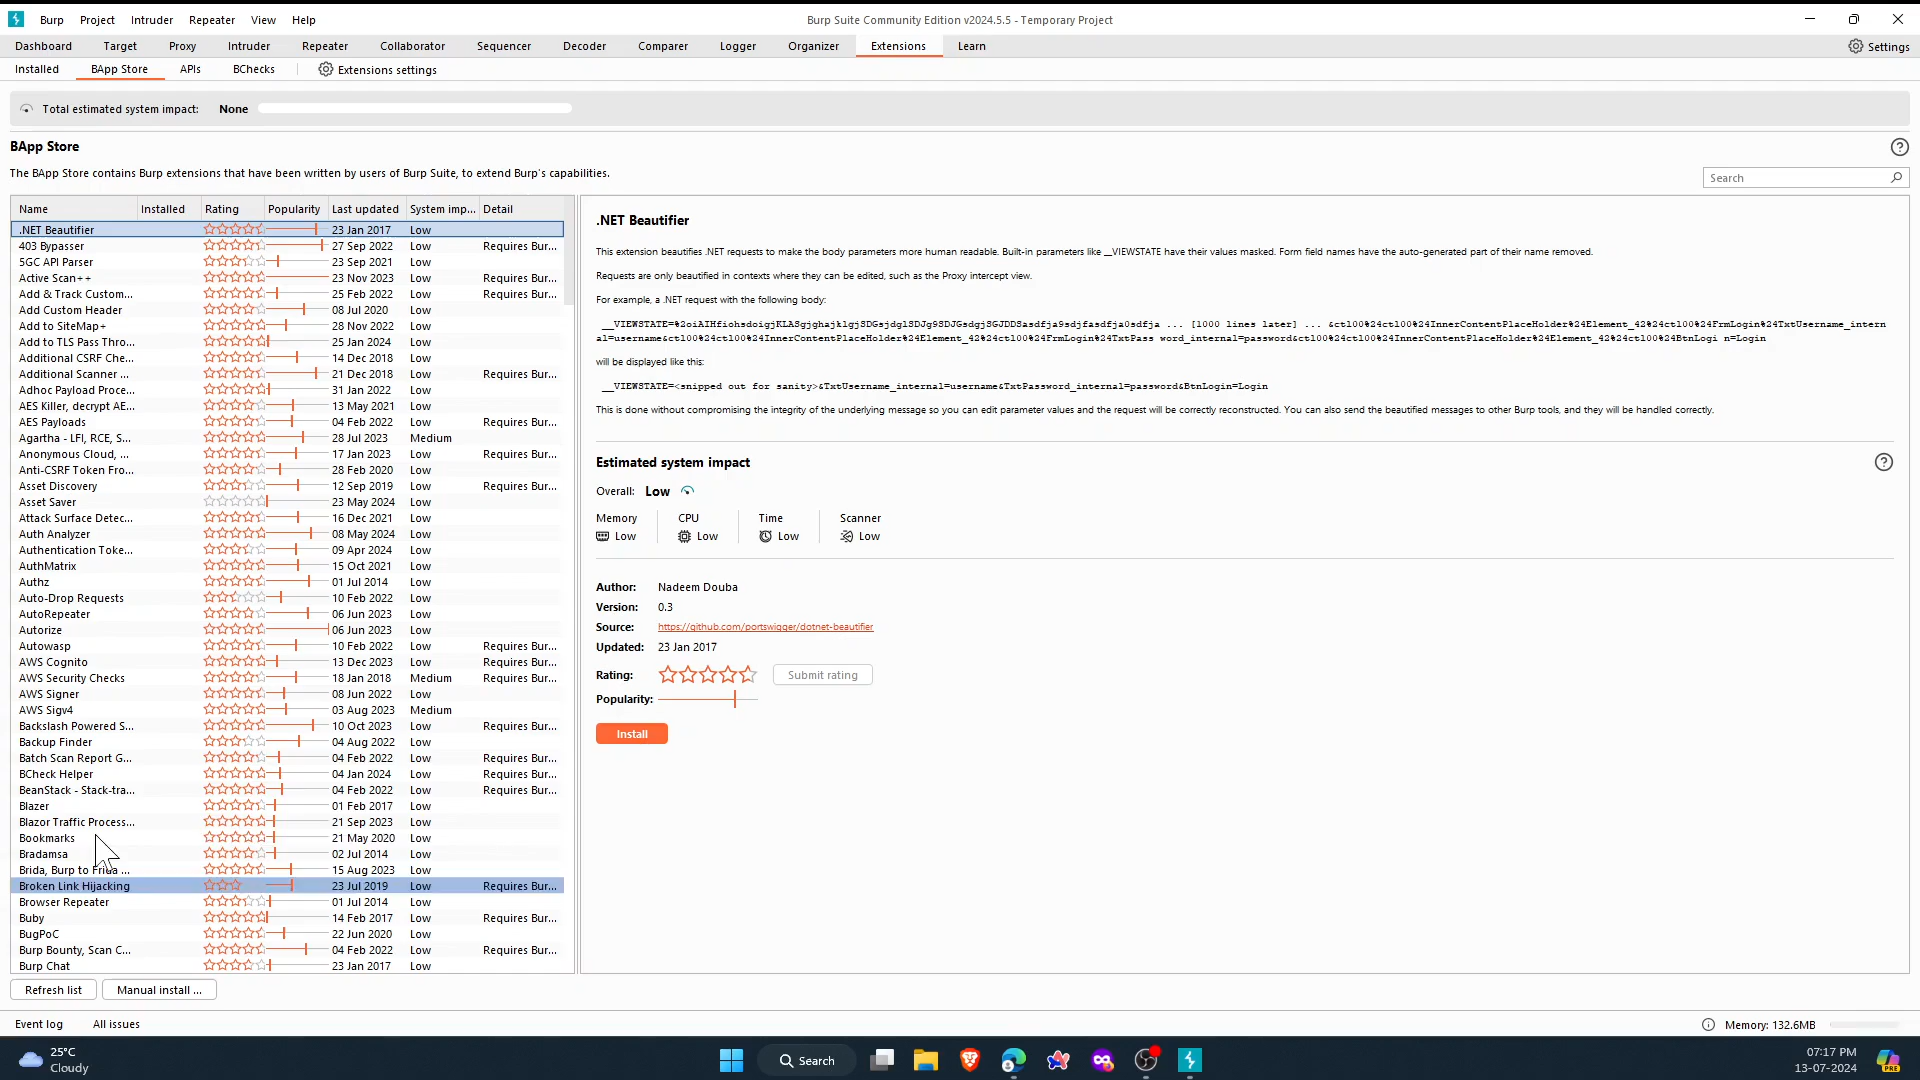 Burp Project Intruder Repeater View Help
Burp Suite Community Edition v2024.5.5 - Temporary Project
Dashboard Target Proxy Intruder Repeater Collaborator Sequencer Decoder Comparer Logger Organizer Extensions Learn
Settings
Installed BApp Store APIs BChecks Extensions settings
Total estimated system impact: None
BApp Store
The BApp Store contains Burp extensions that have been written by users of Burp Suite, to extend Burp's capabilities.
Search
Name Installed Rating Popularity Last updated System imp... Detail
.NET Beautifier 23 Jan 2017 Low
403 Bypasser 27 Sep 2022 Low Requires Bur...
5GC API Parser 23 Sep 2021 Low
Active Scan++ 23 Nov 2023 Low Requires Bur...
Add & Track Custom... 25 Feb 2022 Low Requires Bur...
Add Custom Header 08 Jul 2020 Low
Add to SiteMap+ 28 Nov 2022 Low
Add to TLS Pass Thro... 25 Jan 2024 Low
Additional CSRF Che... 14 Dec 2018 Low
Additional Scanner ... 21 Dec 2018 Low Requires Bur...
Adhoc Payload Proce... 31 Jan 2022 Low
AES Killer, decrypt AE... 13 May 2021 Low
AES Payloads 04 Feb 2022 Low Requires Bur...
Agartha - LFI, RCE, S... 28 Jul 2023 Medium
Anonymous Cloud, ... 17 Jan 2023 Low Requires Bur...
Anti-CSRF Token Fro... 28 Feb 2020 Low
Asset Discovery 12 Sep 2019 Low Requires Bur...
Asset Saver 23 May 2024 Low
Attack Surface Detec... 16 Dec 2021 Low
Auth Analyzer 08 May 2024 Low
Authentication Toke... 09 Apr 2024 Low
AuthMatrix 15 Oct 2021 Low
Authz 01 Jul 2014 Low
Auto-Drop Requests 10 Feb 2022 Low
AutoRepeater 06 Jun 2023 Low
Autorize 06 Jun 2023 Low
Autowasp 10 Feb 2022 Low Requires Bur...
AWS Cognito 13 Dec 2023 Low Requires Bur...
AWS Security Checks 18 Jan 2018 Medium Requires Bur...
AWS Signer 08 Jun 2022 Low
AWS Sigv4 03 Aug 2023 Medium
Backslash Powered S... 10 Oct 2023 Low Requires Bur...
Backup Finder 04 Aug 2022 Low
Batch Scan Report G... 04 Feb 2022 Low Requires Bur...
BCheck Helper 04 Jan 2024 Low Requires Bur...
BeanStack - Stack-tra... 04 Feb 2022 Low Requires Bur...
Blazer 01 Feb 2017 Low
Blazor Traffic Process... 21 Sep 2023 Low
Bookmarks 21 May 2020 Low
Bradamsa 02 Jul 2014 Low
Brida, Burp to Frida ... 15 Aug 2023 Low
Broken Link Hijacking 23 Jul 2019 Low Requires Bur...
Browser Repeater 01 Jul 2014 Low
Buby 14 Feb 2017 Low Requires Bur...
BugPoC 22 Jun 2020 Low
Burp Bounty, Scan C... 04 Feb 2022 Low Requires Bur...
Burp Chat 23 Jan 2017 Low
.NET Beautifier
This extension beautifies .NET requests to make the body parameters more human readable. Built-in parameters like __VIEWSTATE have their values masked. Form field names have the auto-generated part of their name removed.
Requests are only beautified in contexts where they can be edited, such as the Proxy intercept view.
For example, a .NET request with the following body:
will be displayed like this:
__VIEWSTATE=<snipped out for sanity>&TxtUsername_internal=username&TxtPassword_internal=password&BtnLogin=Login
This is done without compromising the integrity of the underlying message so you can edit parameter values and the request will be correctly reconstructed. You can also send the beautified messages to other Burp tools, and they will be handled correctly.
Estimated system impact
Overall: Low
Memory CPU Time Scanner
Low Low Low Low
Author: Nadeem Douba
Version: 0.3
Source: https://github.com/portswigger/dotnet-beautifier
Updated: 23 Jan 2017
Rating: Submit rating
Popularity:
Install
Refresh list Manual install ...
Event log All issues
Memory: 132.6MB
25°C
Cloudy
Search
07:17 PM
13-07-2024
PRE